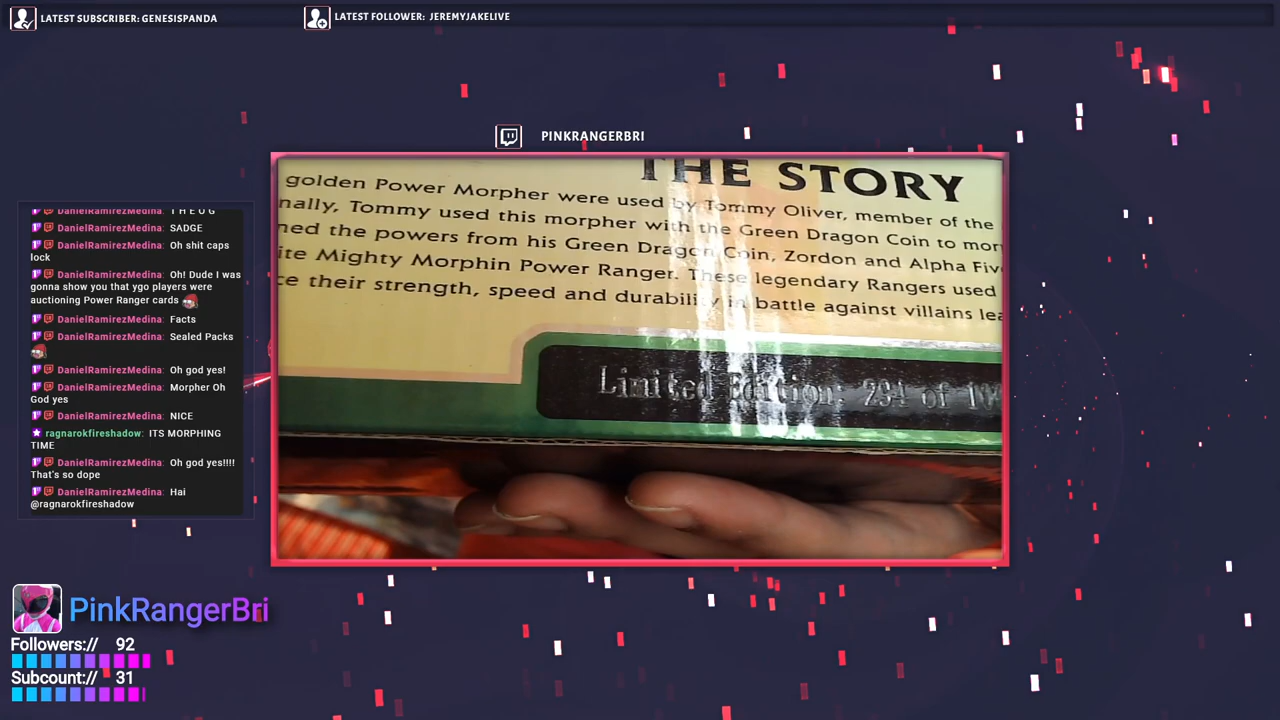 LATEST SUBSCRIBER: GENESISPANDA
LATEST FOLLOWER: JEREMYJAKELIVE
PINKRANGERBRI
THE STORY
golden Power Morpher were used by Tommy Oliver, member of the
nally, Tommy used this morpher with the Green Dragon Coin to mor
ned the powers from his Green Dragon Coin, Zordon and Alpha Fiv
ite Mighty Morphin Power Ranger. These legendary Rangers used
ce their strength, speed and durability in battle against villains lea
Limited Edition: 234 of
DanielRamirezMedina: T H E O G
DanielRamirezMedina: SADGE
DanielRamirezMedina: Oh shit caps
lock
DanielRamirezMedina: Oh! Dude I was
gonna show you that ygo players were
auctioning Power Ranger cards
DanielRamirezMedina: Facts
DanielRamirezMedina: Sealed Packs
DanielRamirezMedina: Oh god yes!
DanielRamirezMedina: Morpher Oh
God yes
DanielRamirezMedina: NICE
ragnarokfireshadow: ITS MORPHING
TIME
DanielRamirezMedina: Oh god yes!!!!
That's so dope
DanielRamirezMedina: Hai
@ragnarokfireshadow
PinkRangerBri
Followers:// 92
Subcount:// 31